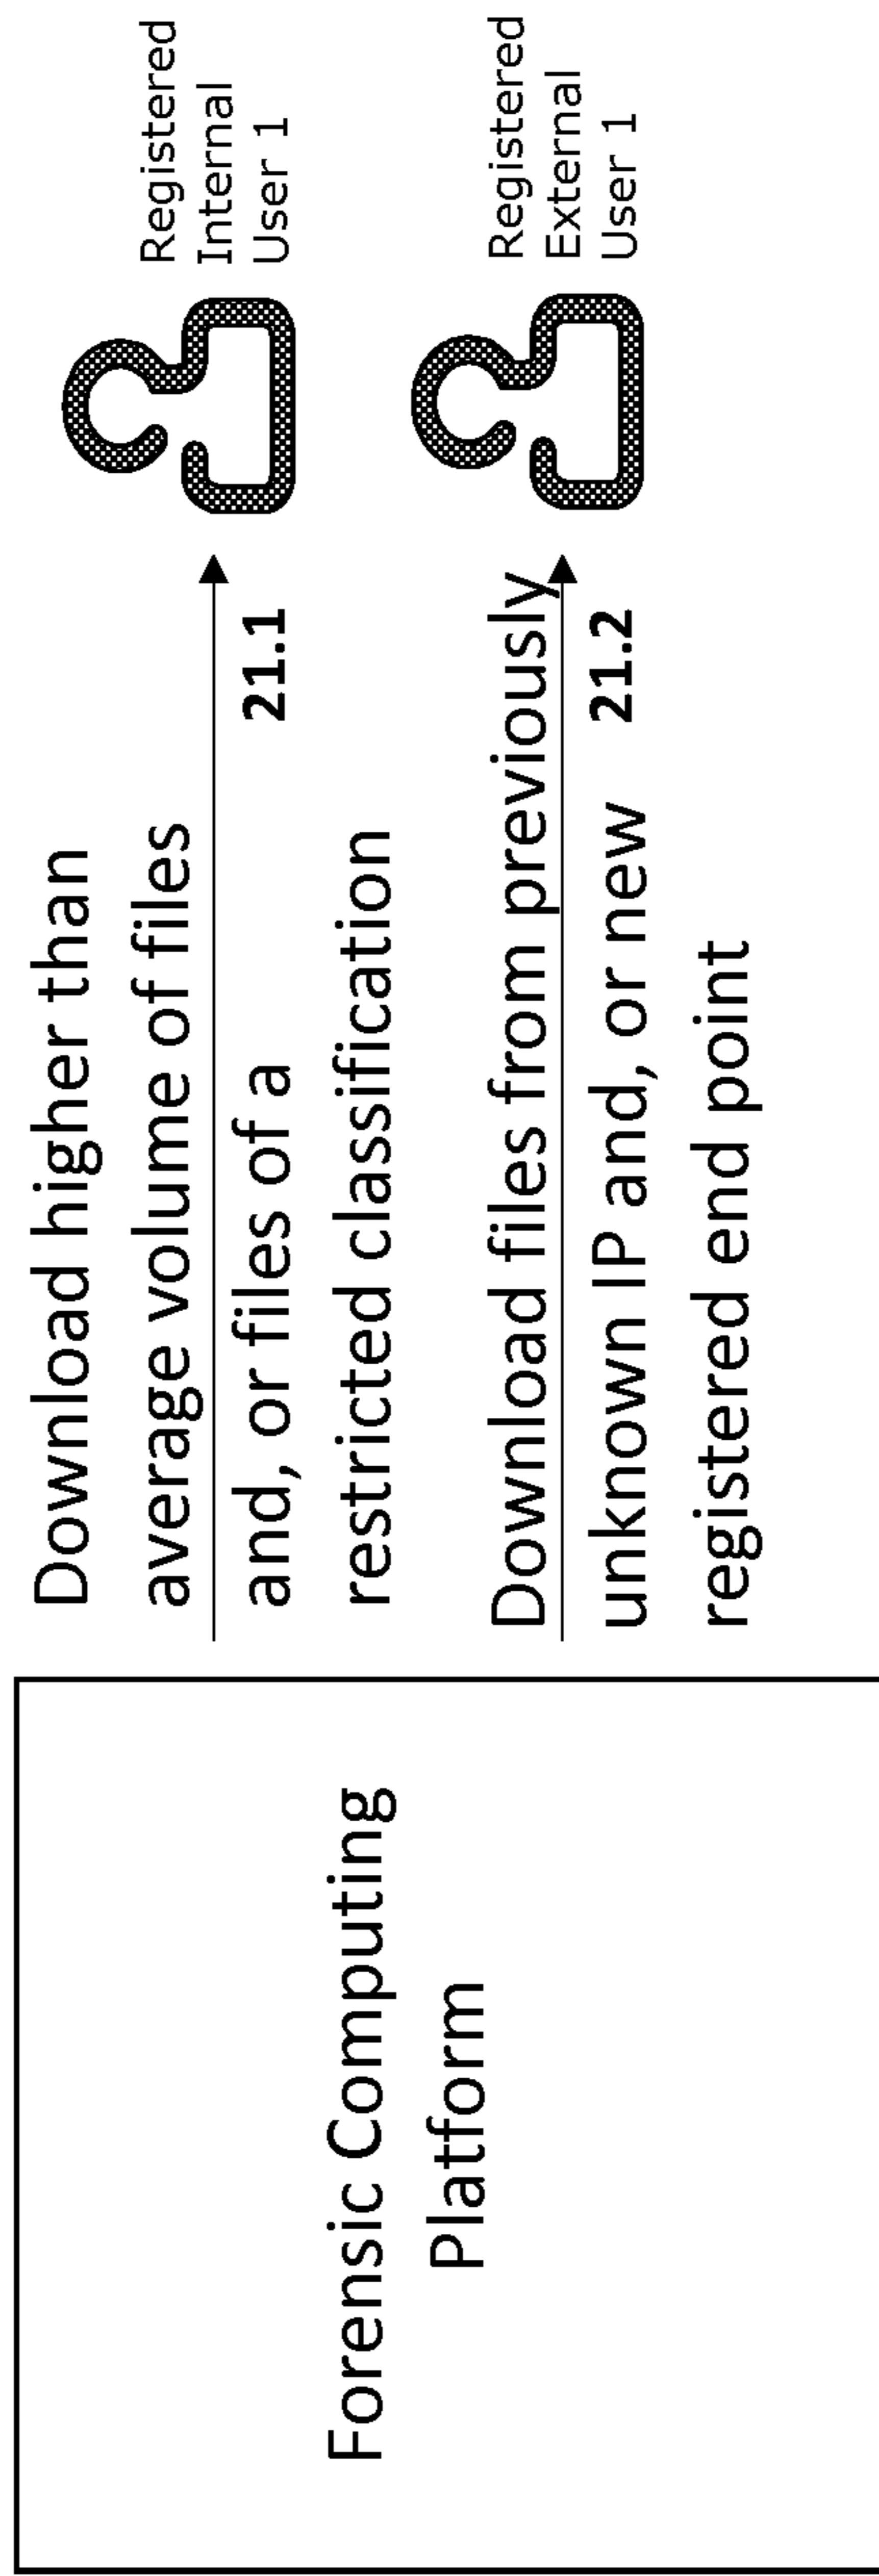 Forensic Computing
Platform
Download higher than
average volume of files
and, or files of a
restricted classification
21.1
Registered
Internal
User 1
Download files from previously
unknown IP and, or new
registered end point
21.2
Registered
External
User 1